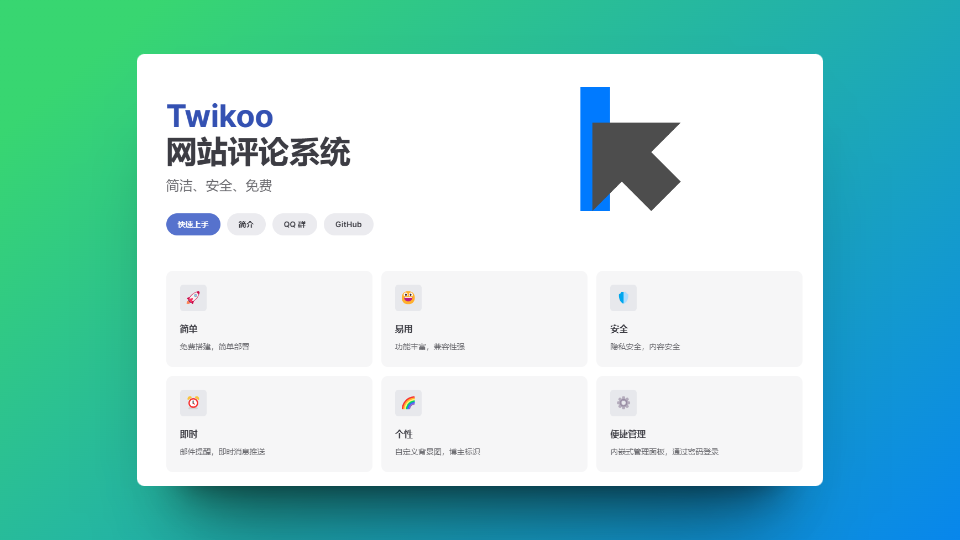 Twikoo
网站评论系统
简洁、安全、免费
快速上手
简介
QQ 群
GitHub
简单
免费搭建，简单部署
易用
功能丰富，兼容性强
安全
隐私安全，内容安全
即时
邮件提醒，即时消息推送
个性
自定义背景图，博主标识
便捷管理
内嵌式管理面板，通过密码登录